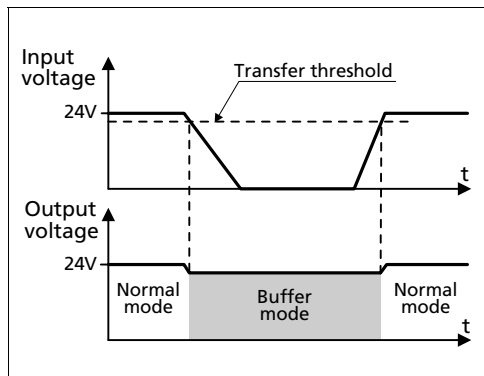 Input
voltage
Transfer threshold
24V
t
Output
voltage
24V
Normal
mode
Buffer
mode
Normal
mode
t